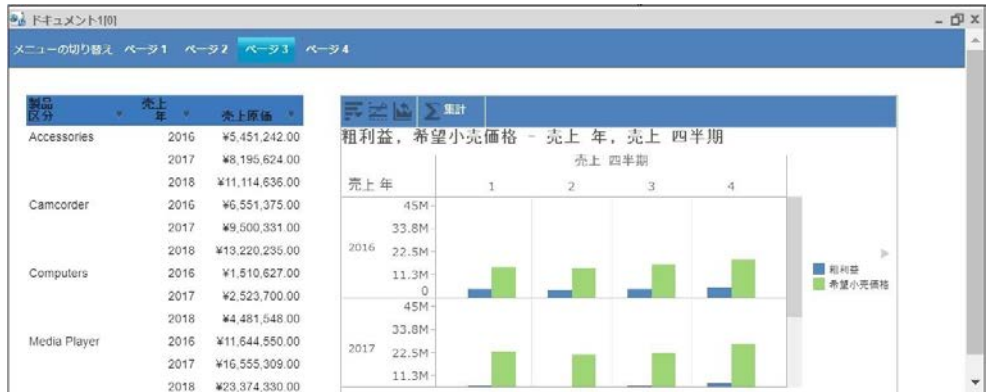 ドキュメント1[0]
メニューの切り替え ページ1 ページ2 ページ3 ページ4
製品区分 売上年 売上原価
Accessories 2016 ¥5,451,242.00
2017 ¥8,195,624.00
2018 ¥11,114,636.00
Camcorder 2016 ¥6,551,375.00
2017 ¥9,500,331.00
2018 ¥13,220,235.00
Computers 2016 ¥1,510,627.00
2017 ¥2,523,700.00
2018 ¥4,481,548.00
Media Player 2016 ¥11,644,550.00
2017 ¥16,555,309.00
2018 ¥23,374,330.00
集計
粗利益, 希望小売価格 - 売上 年, 売上 四半期
売上 四半期
売上 年 1 2 3 4
45M
33.8M
2016 22.5M
11.3M
0
45M
33.8M
2017 22.5M
11.3M
粗利益
希望小売価格